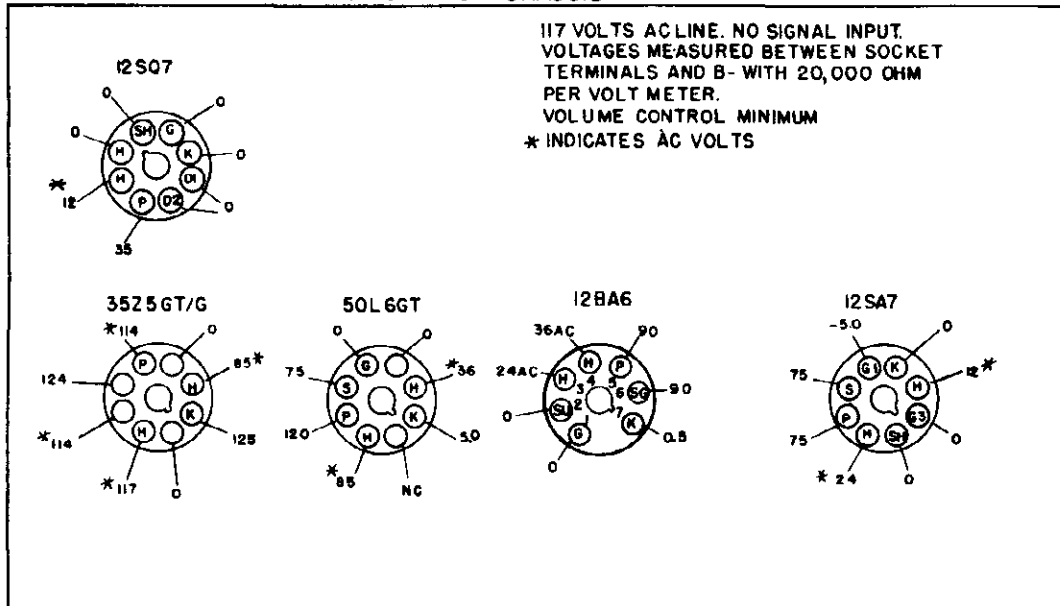 117 VOLTS AC LINE. NO SIGNAL INPUT.
VOLTAGES MEASURED BETWEEN SOCKET
TERMINALS AND B- WITH 20,000 OHM
PER VOLT METER.
VOLUME CONTROL MINIMUM
* INDICATES AC VOLTS
12SQ7
0
0
SH
G
0
H
K
0
H
D1
*
12
P
D2
0
0
35
35Z5GT/G
*114
0
P
85*
H
124
K
*114
H
125
*117
0
50L6GT
0
0
G
*36
75
S
H
P
K
120
H
5.0
*85
NC
12BA6
36AC
90
H
P
24AC
4
5
H
3
6
SG
90
SU
2
7
0
1
K
G
0.5
0
12SA7
-5.0
0
G1
K
75
S
H
12*
P
G3
75
H
SH
0
*24
0